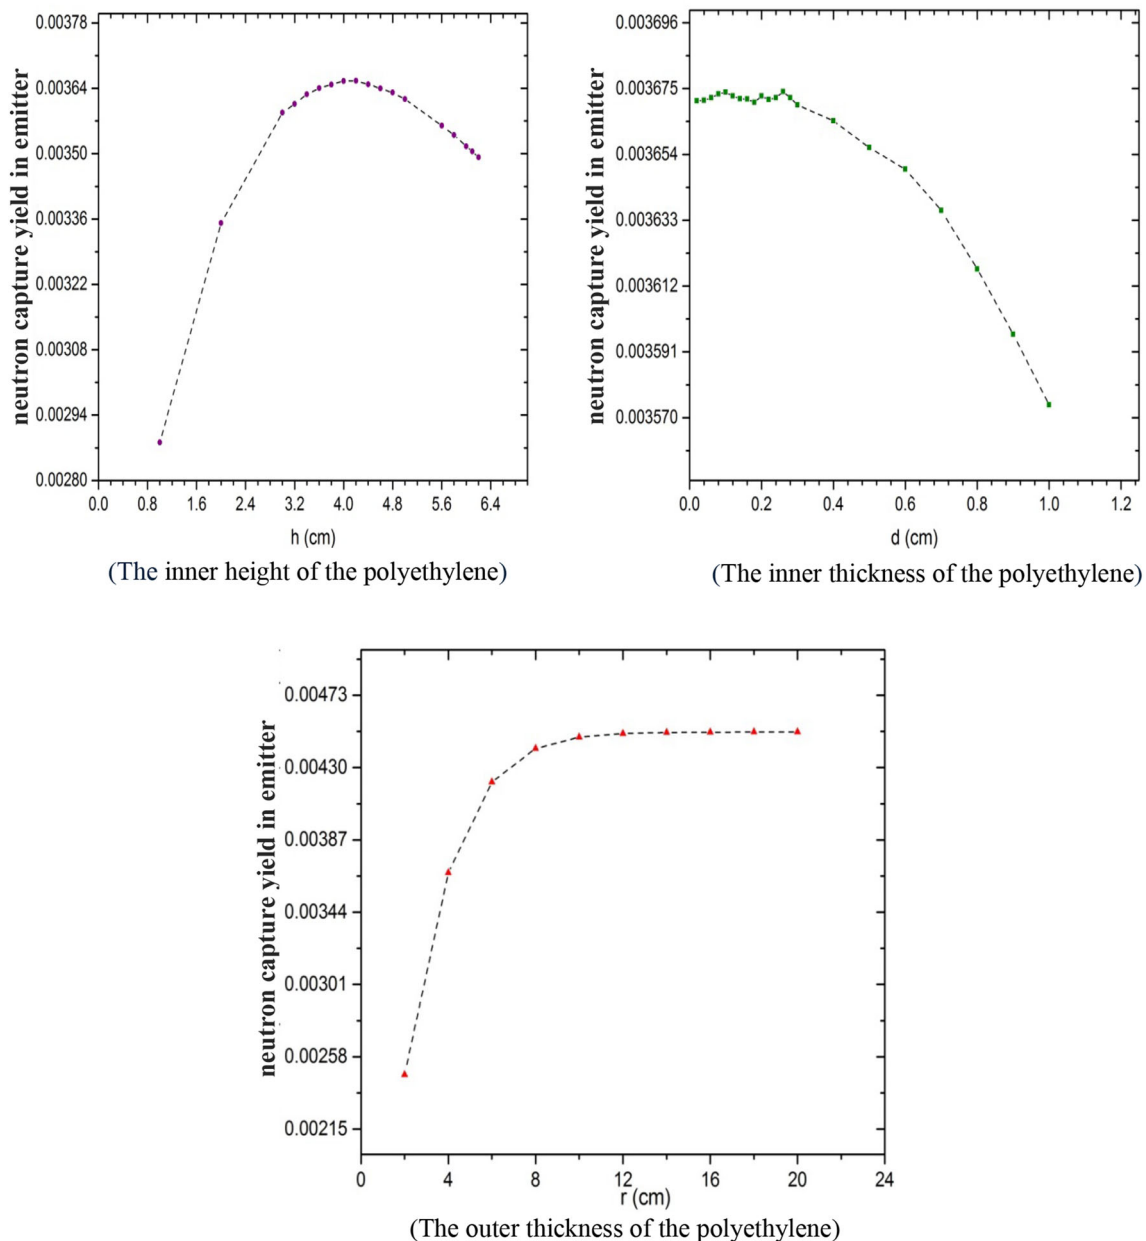 neutron capture yield in emitter
0.00378
0.00364
0.00350
0.00336
0.00322
0.00308
0.00294
0.00280
0.0 0.8 1.6 2.4 3.2 4.0 4.8 5.6 6.4
h (cm)
(The inner height of the polyethylene)
neutron capture yield in emitter
0.003696
0.003675
0.003654
0.003633
0.003612
0.003591
0.003570
0.0 0.2 0.4 0.6 0.8 1.0 1.2
d (cm)
(The inner thickness of the polyethylene)
neutron capture yield in emitter
0.00473
0.00430
0.00387
0.00344
0.00301
0.00258
0.00215
0 4 8 12 16 20 24
r (cm)
(The outer thickness of the polyethylene)